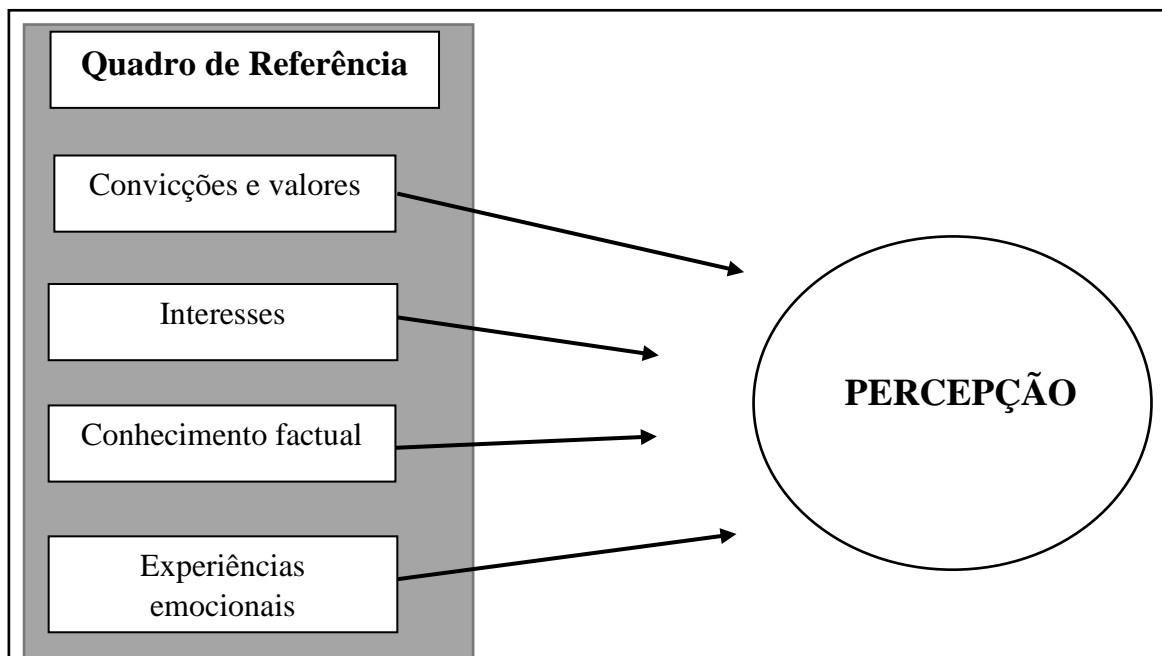 Quadro de Referência
Convicções e valores
Interesses
Conhecimento factual
Experiências
emocionais
PERCEPÇÃO